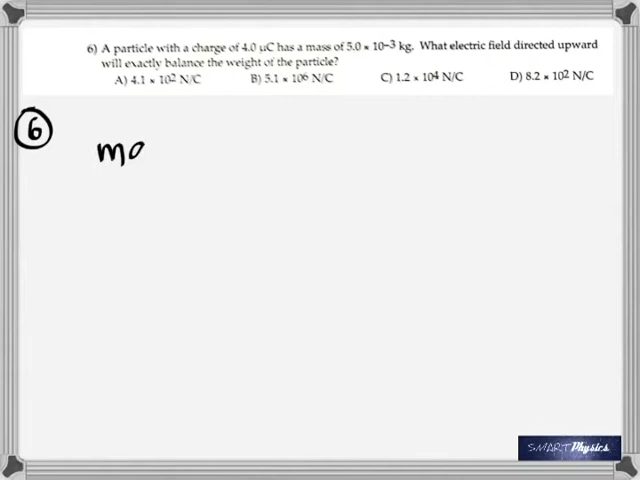 6) A particle with a charge of 4.0 μC has a mass of 5.0 × 10−3 kg. What electric field directed upward
will exactly balance the weight of the particle?
A) 4.1 × 10² N/C B) 5.1 × 10⁶ N/C C) 1.2 × 10⁴ N/C D) 8.2 × 10² N/C
6
mo
SMART Physics